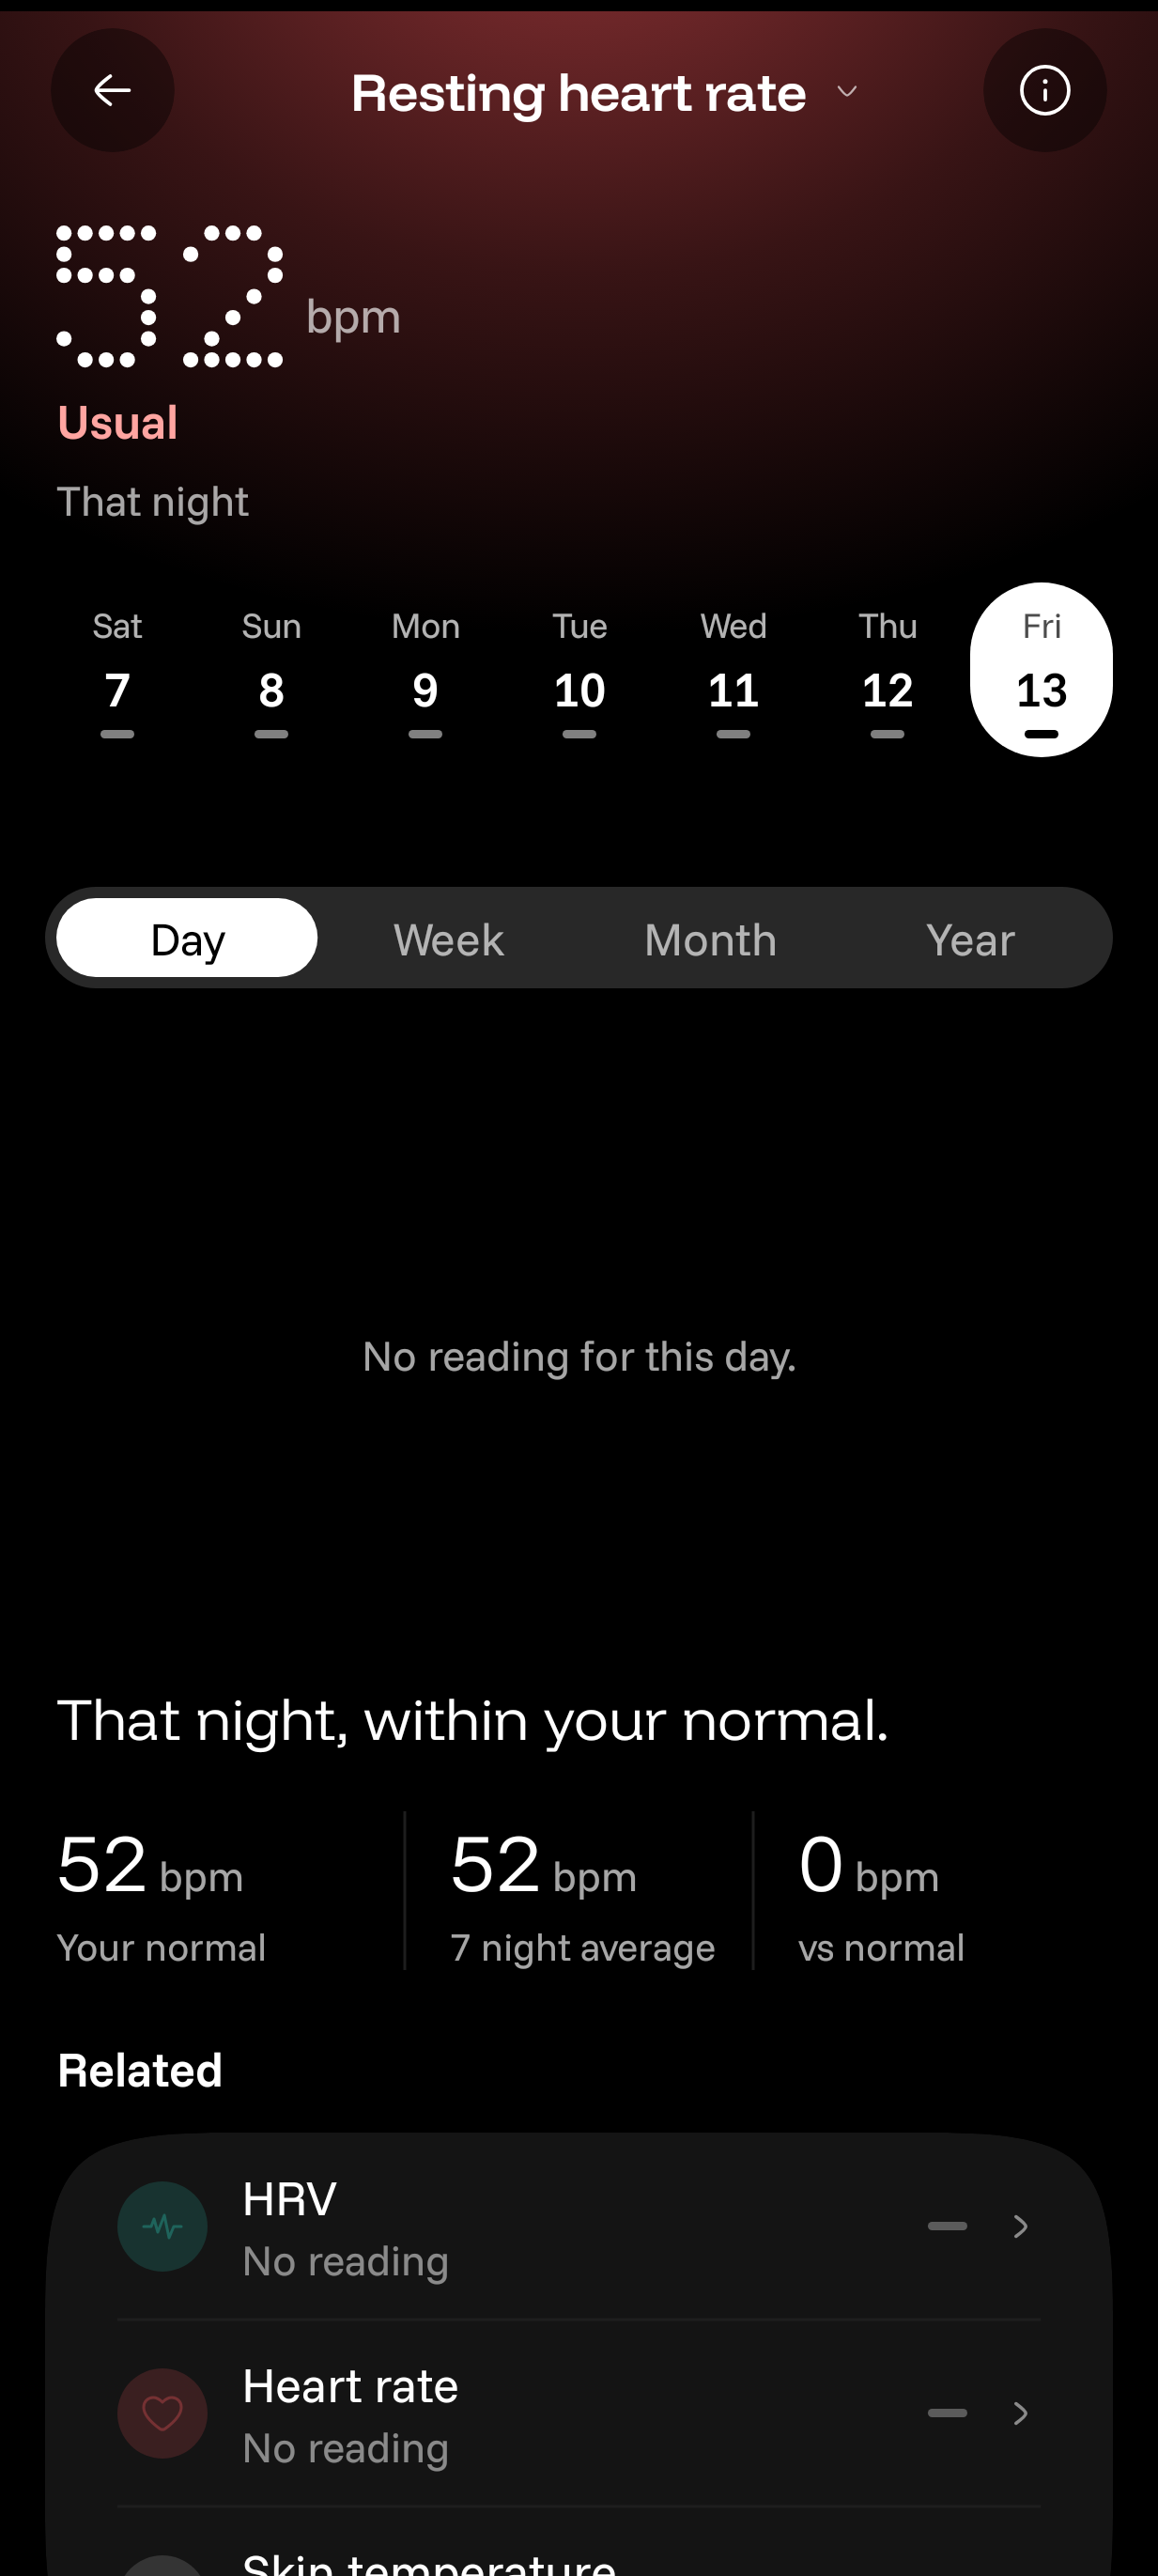 Resting heart rate
52 bpm
Usual
That night
Sat Sun Mon Tue Wed Thu Fri
7 8 9 10 11 12 13
Day Week Month Year
No reading for this day.
That night, within your normal.
52 bpm 52 bpm 0 bpm
Your normal 7 night average vs normal
Related
HRV
No reading
Heart rate
No reading
Skin temperature